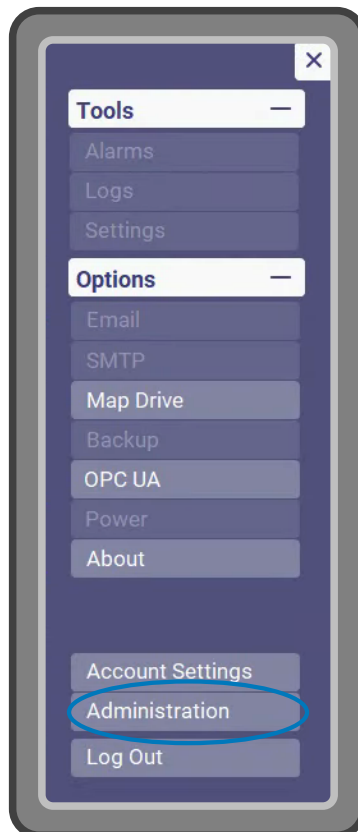 Tools
Alarms
Logs
Settings
Options
Email
SMTP
Map Drive
Backup
OPC UA
Power
About
Account Settings
Administration
Log Out